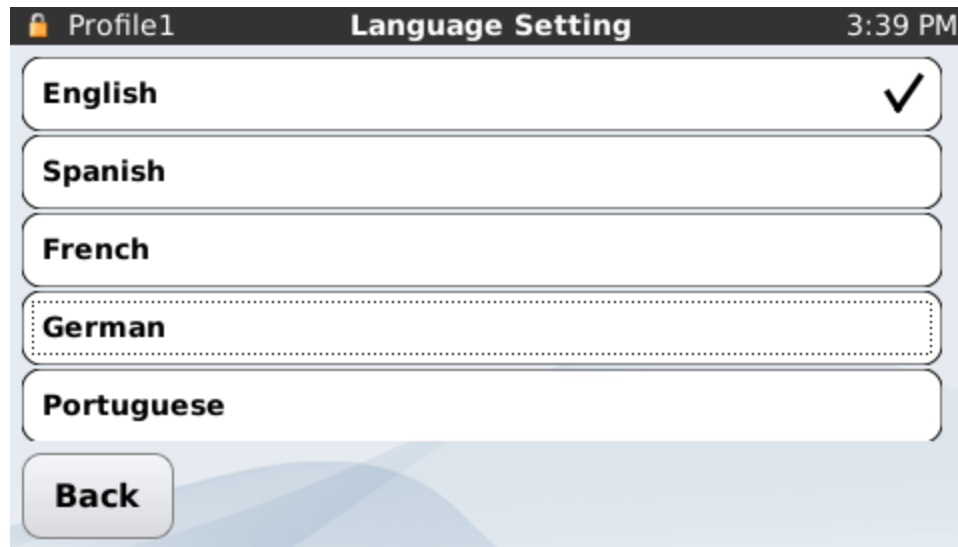 Profile1 Language Setting 3:39 PM
English
Spanish
French
German
Portuguese
Back